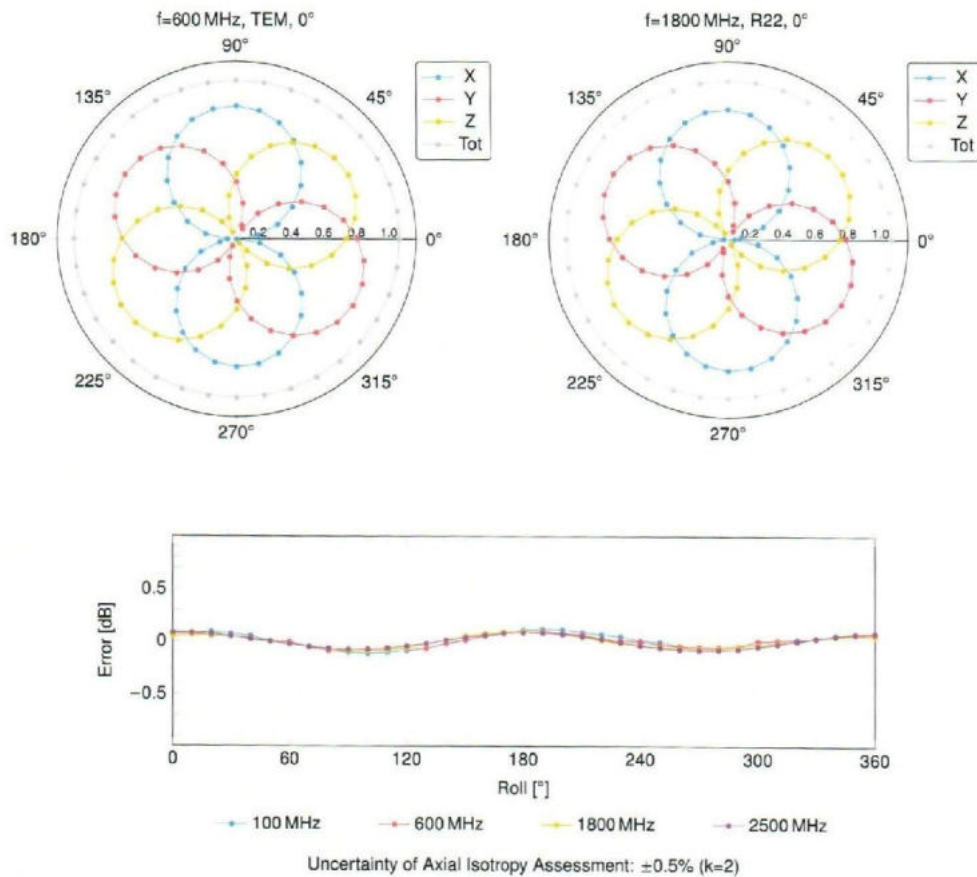 f=600 MHz, TEM, 0°
90°
135°
45°
180°
0.2 0.4 0.6 0.8 1.0
0°
225°
315°
270°
X
Y
Z
Tot
f=1800 MHz, R22, 0°
90°
135°
45°
180°
0.2 0.4 0.6 0.8 1.0
0°
225°
315°
270°
X
Y
Z
Tot
Error [dB]
0.5
0
−0.5
0 60 120 180 240 300 360
Roll [°]
100 MHz 600 MHz 1800 MHz 2500 MHz
Uncertainty of Axial Isotropy Assessment: ±0.5% (k=2)